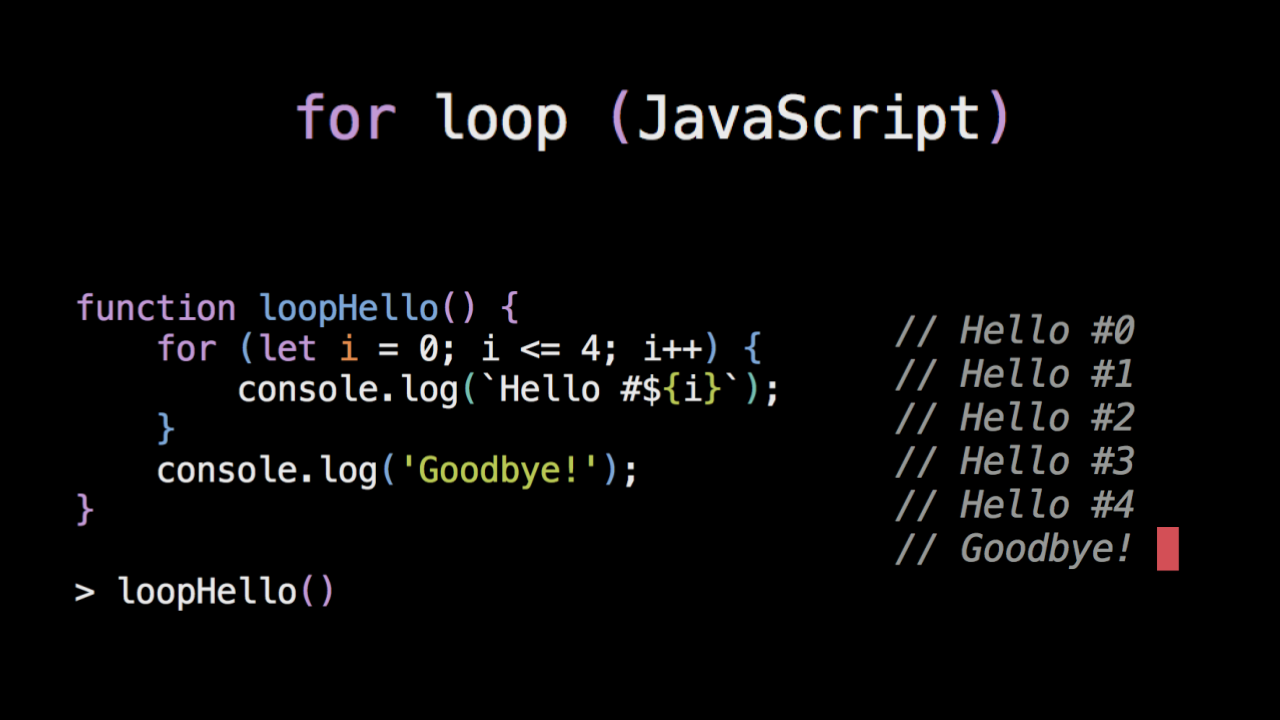 for loop (JavaScript)
function loopHello() {
    for (let i = 0; i <= 4; i++) {
        console.log(`Hello #${i}`);
    }
    console.log('Goodbye!');
}
> loopHello()
// Hello #0
// Hello #1
// Hello #2
// Hello #3
// Hello #4
// Goodbye!